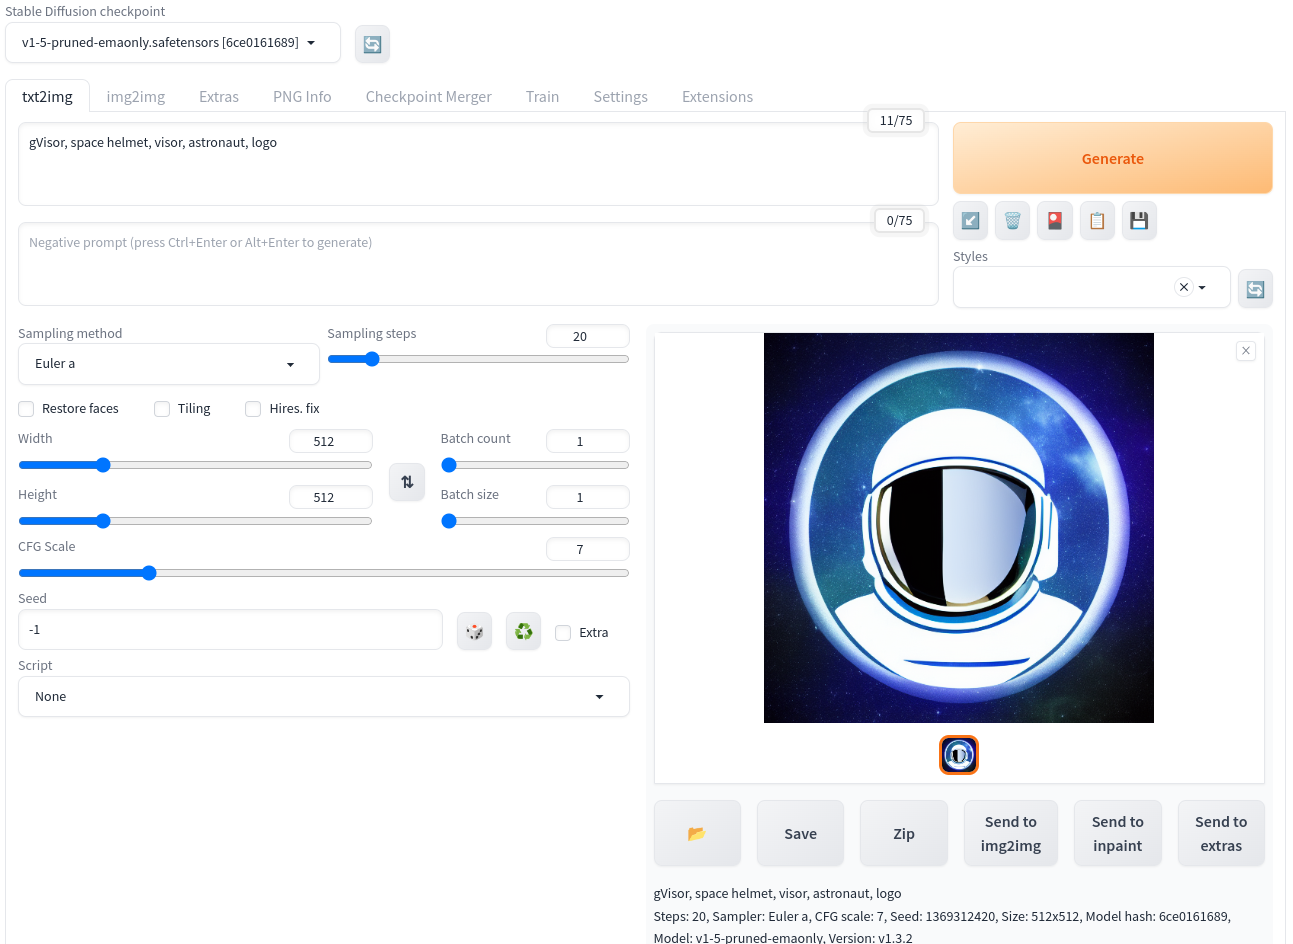 Stable Diffusion checkpoint
v1-5-pruned-emaonly.safetensors [6ce0161689]
txt2img img2img Extras PNG Info Checkpoint Merger Train Settings Extensions
11/75
gVisor, space helmet, visor, astronaut, logo
Generate
0/75
Negative prompt (press Ctrl+Enter or Alt+Enter to generate)
Styles
Sampling method
Euler a
Sampling steps
20
Restore faces Tiling Hires. fix
Width
512
Batch count
1
Height
512
Batch size
1
CFG Scale
7
Seed
-1
Extra
Script
None
Save
Zip
Send to
img2img
Send to
inpaint
Send to
extras
gVisor, space helmet, visor, astronaut, logo
Steps: 20, Sampler: Euler a, CFG scale: 7, Seed: 1369312420, Size: 512x512, Model hash: 6ce0161689,
Model: v1-5-pruned-emaonly, Version: v1.3.2